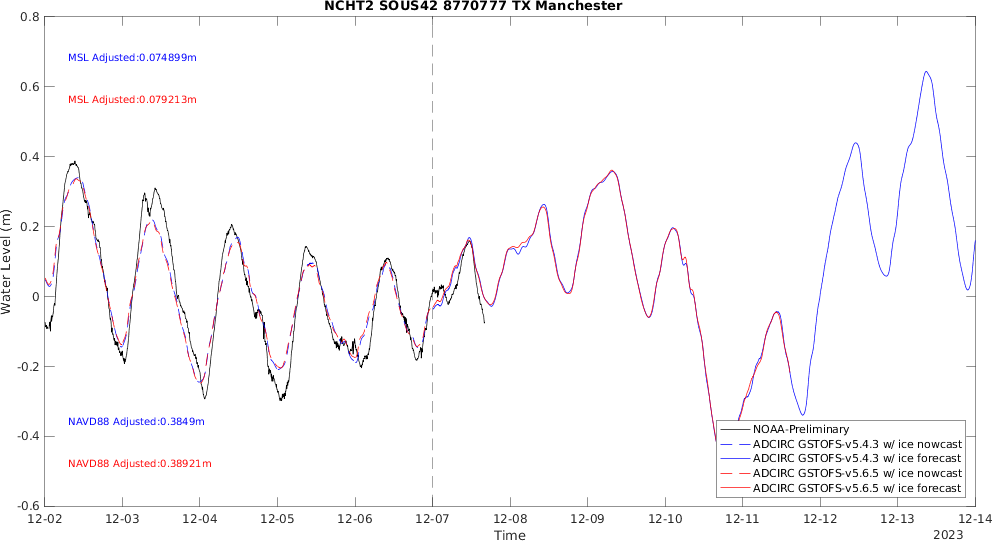 NCHT2 SOUS42 8770777 TX Manchester
0.8
0.6
0.4
0.2
0
-0.2
-0.4
-0.6
Water Level (m)
MSL Adjusted:0.074899m
MSL Adjusted:0.079213m
NAVD88 Adjusted:0.3849m
NAVD88 Adjusted:0.38921m
NOAA-Preliminary
ADCIRC GSTOFS-v5.4.3 w/ ice nowcast
ADCIRC GSTOFS-v5.4.3 w/ ice forecast
ADCIRC GSTOFS-v5.6.5 w/ ice nowcast
ADCIRC GSTOFS-v5.6.5 w/ ice forecast
12-02 12-03 12-04 12-05 12-06 12-07 12-08 12-09 12-10 12-11 12-12 12-13 12-14
Time
2023